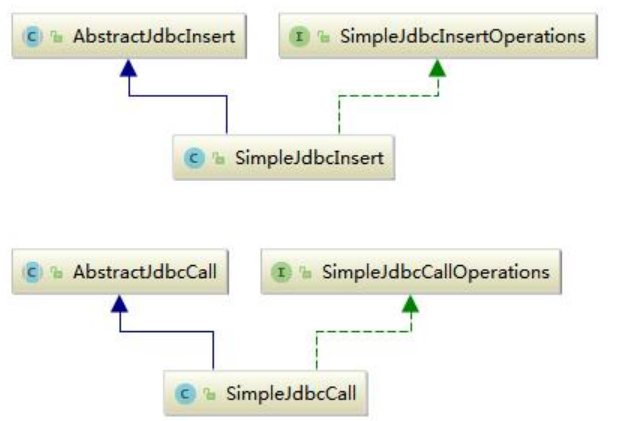 C AbstractJdbcInsert
I SimpleJdbcInsertOperations
C SimpleJdbcInsert
C AbstractJdbcCall
I SimpleJdbcCallOperations
C SimpleJdbcCall